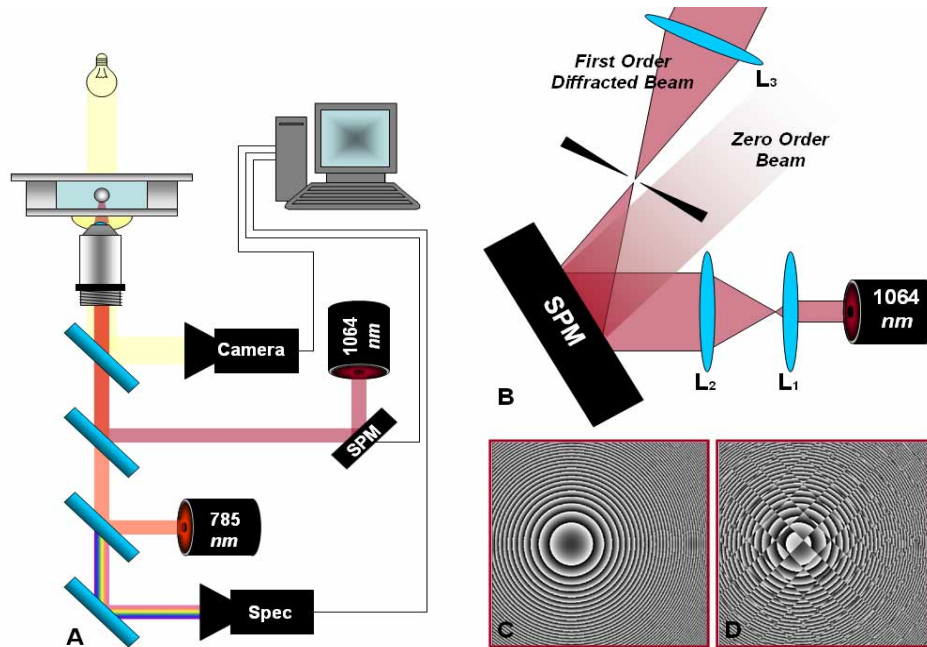 Camera
1064
nm
SPM
785
nm
Spec
A
First Order
Diffracted Beam
L3
Zero Order
Beam
SPM
1064
nm
L2
L1
B
C
D